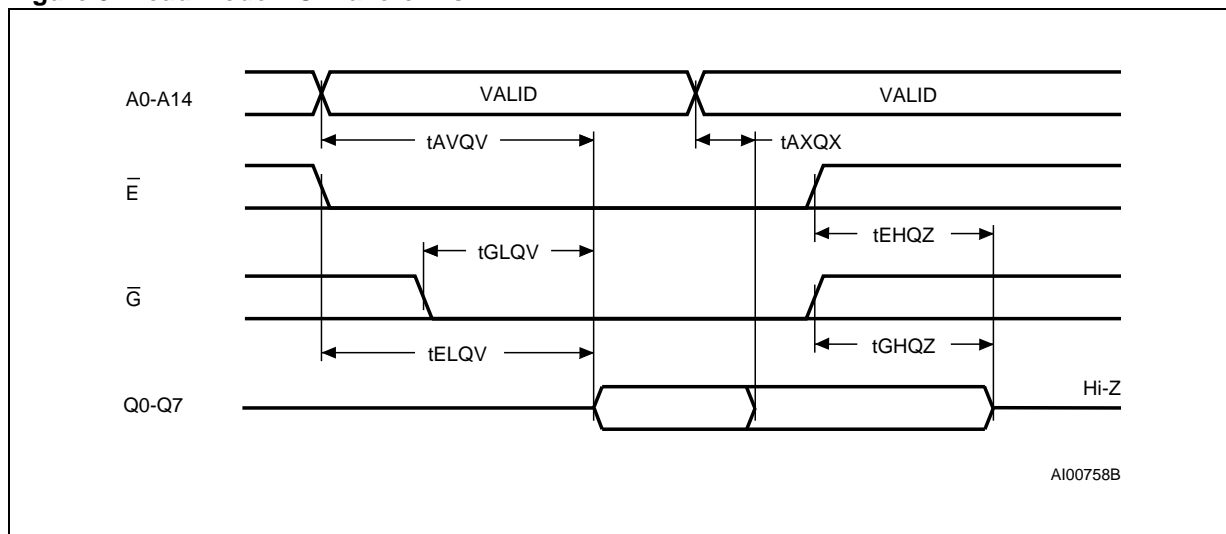 A0-A14
VALID
VALID
tAVQV
tAXQX
E̅
tEHQZ
tGLQV
G̅
tELQV
tGHQZ
Q0-Q7
Hi-Z
AI00758B